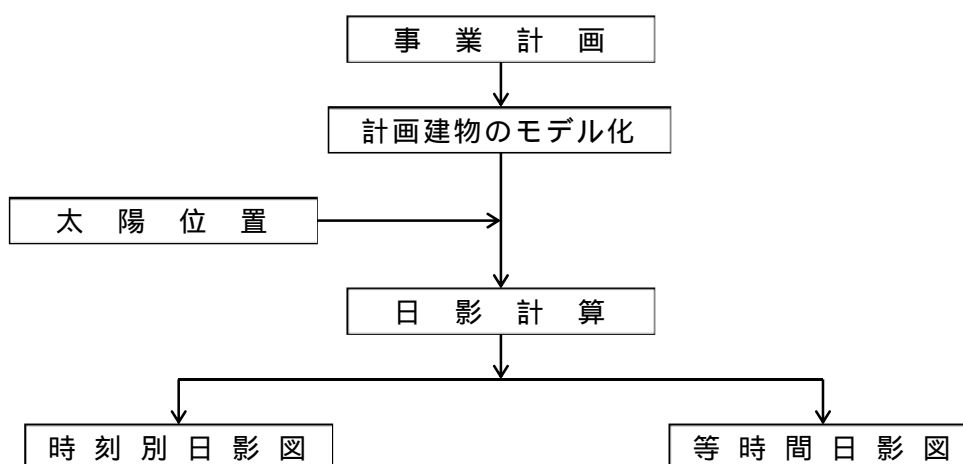 事業計画
計画建物のモデル化
太陽位置
日影計算
時刻別日影図
等時間日影図